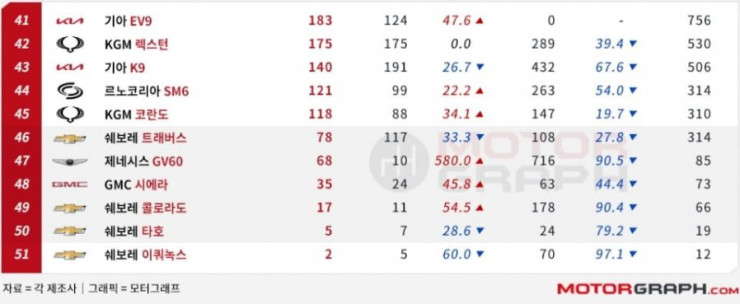 41 KIA 기아 EV9 183 124 47.6 ▲ 0 - 756
42 KGM 렉스턴 175 175 0.0 289 39.4 ▼ 530
43 KIA 기아 K9 140 191 26.7 ▼ 432 67.6 ▼ 506
44 르노코리아 SM6 121 99 22.2 ▲ 263 54.0 ▼ 314
45 KGM 코란도 118 88 34.1 ▲ 147 19.7 ▼ 310
46 쉐보레 트래버스 78 117 33.3 ▼ 108 27.8 ▼ 314
47 제네시스 GV60 68 10 580.0 ▲ 716 90.5 ▼ 85
48 GMC GMC 시에라 35 24 45.8 ▲ 63 44.4 ▼ 73
49 쉐보레 콜로라도 17 11 54.5 ▲ 178 90.4 ▼ 66
50 쉐보레 타호 5 7 28.6 ▼ 24 79.2 ▼ 19
51 쉐보레 이쿼녹스 2 5 60.0 ▼ 70 97.1 ▼ 12
MOTOR
GRAPH
자료 = 각 제조사 | 그래픽 = 모터그래프
MOTORGRAPH.COM